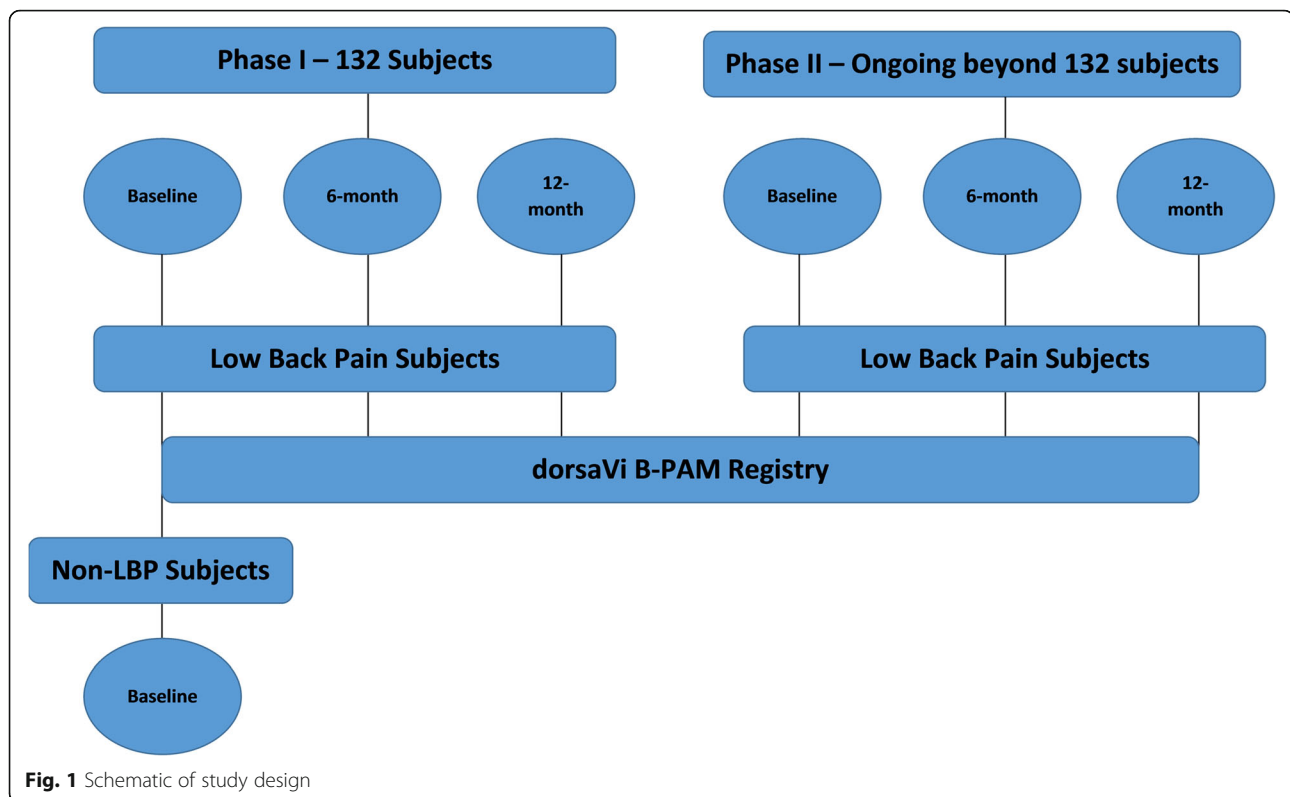 Phase I – 132 Subjects
Phase II – Ongoing beyond 132 subjects
Baseline
6-month
12-
month
Baseline
6-month
12-
month
Low Back Pain Subjects
Low Back Pain Subjects
dorsaVi B-PAM Registry
Non-LBP Subjects
Baseline
Fig. 1 Schematic of study design